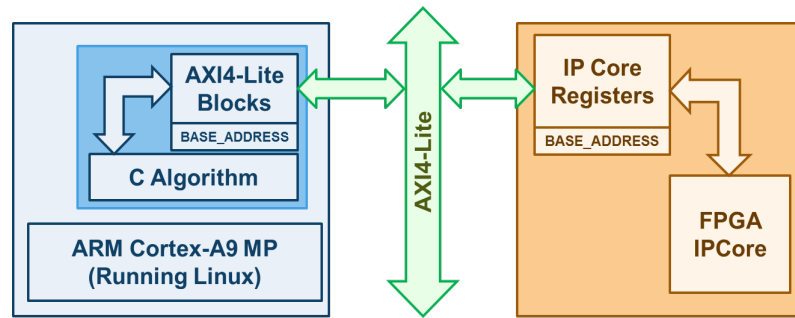 AXI4-Lite
Blocks
BASE_ADDRESS
C Algorithm
ARM Cortex-A9 MP
(Running Linux)
AXI4-Lite
IP Core
Registers
BASE_ADDRESS
FPGA
IPCore